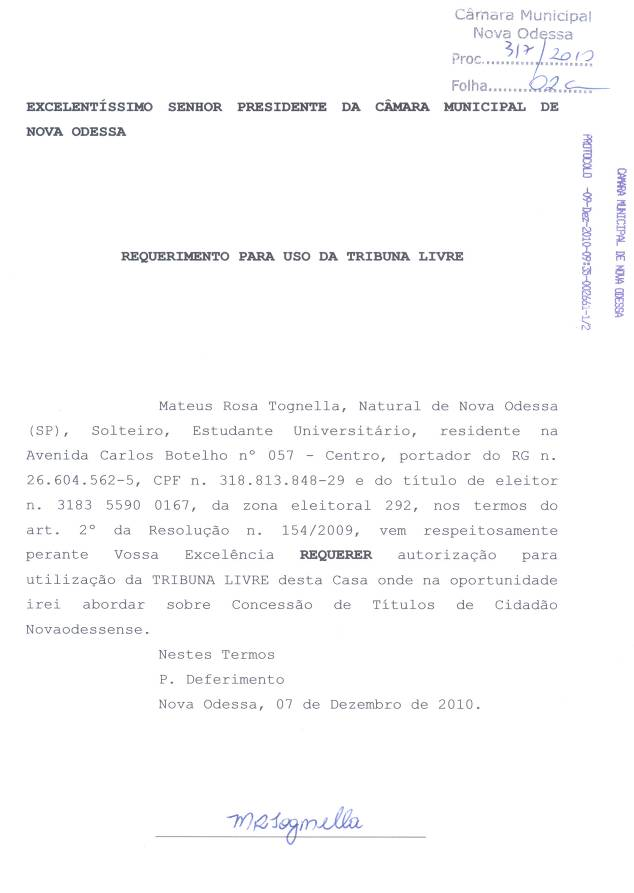 Câmara Municipal
Nova Odessa
Proc. 317/2010
Folha 02
EXCELENTÍSSIMO SENHOR PRESIDENTE DA CÂMARA MUNICIPAL DE
NOVA ODESSA
CAMARA MUNICIPAL DE NOVA ODESSA
PROTOCOLO -09-Dez-2010-09:35-002661-1/2
REQUERIMENTO PARA USO DA TRIBUNA LIVRE
Mateus Rosa Tognella, Natural de Nova Odessa
(SP), Solteiro, Estudante Universitário, residente na
Avenida Carlos Botelho nº 057 - Centro, portador do RG n.
26.604.562-5, CPF n. 318.813.848-29 e do título de eleitor
n. 3183 5590 0167, da zona eleitoral 292, nos termos do
art. 2º da Resolução n. 154/2009, vem respeitosamente
perante Vossa Excelência REQUERER autorização para
utilização da TRIBUNA LIVRE desta Casa onde na oportunidade
irei abordar sobre Concessão de Títulos de Cidadão
Novaodessense.
Nestes Termos
P. Deferimento
Nova Odessa, 07 de Dezembro de 2010.
MRTognella